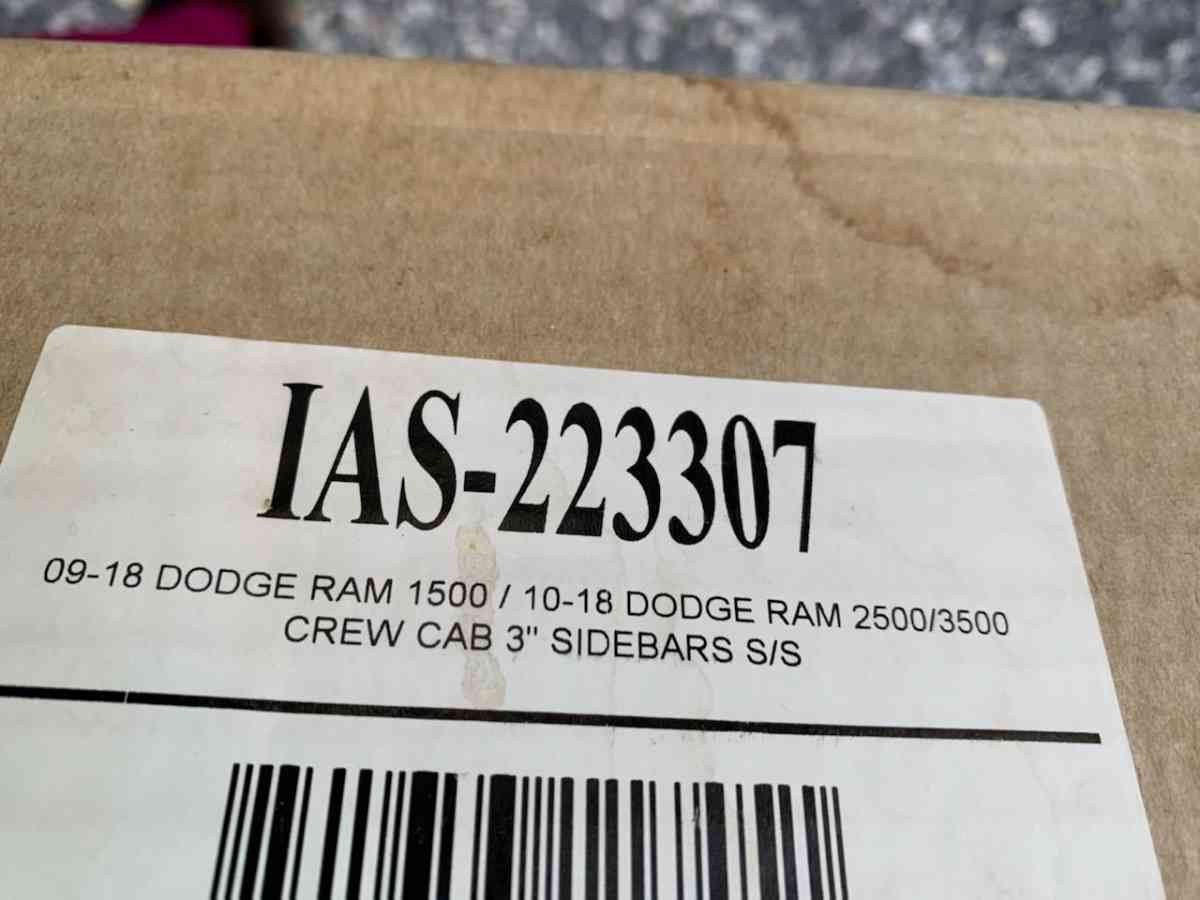 IAS-223307
09-18 DODGE RAM 1500 / 10-18 DODGE RAM 2500/3500
CREW CAB 3" SIDEBARS S/S